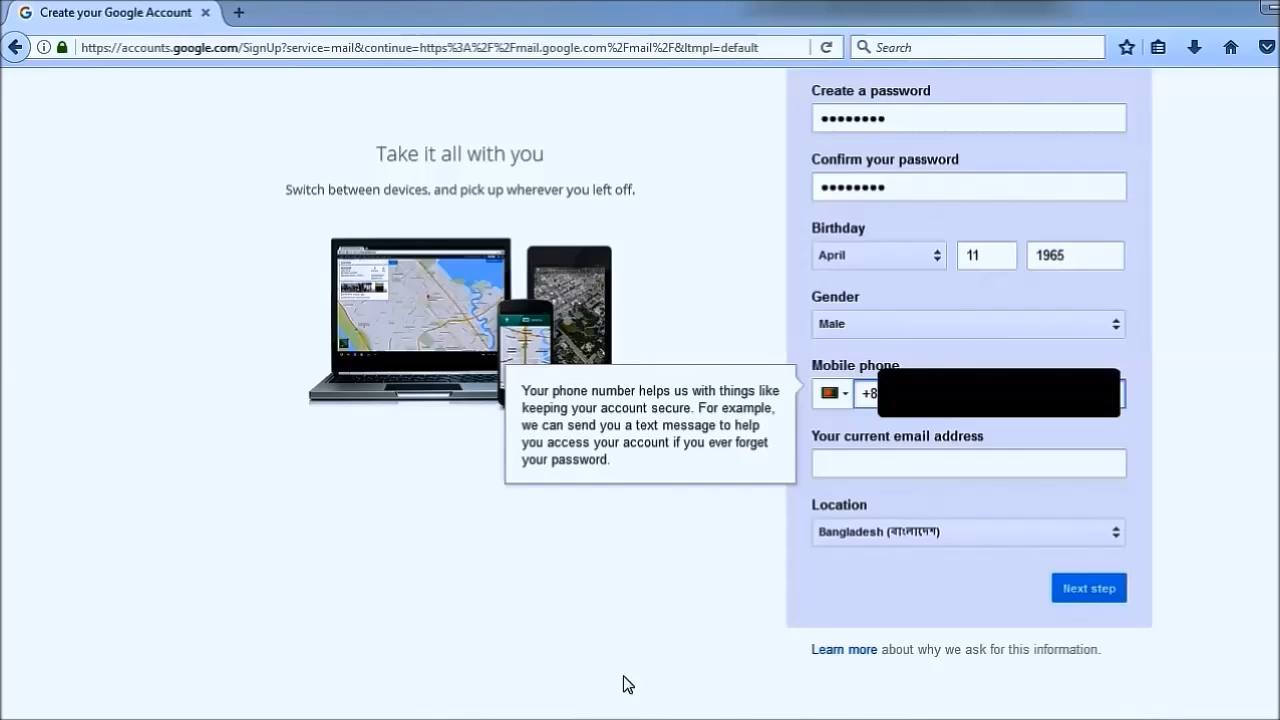 Create your Google Account
https://accounts.google.com/SignUp?service=mail&continue=https%3A%2F%2Fmail.google.com%2Fmail%2F&ltmpl=default
Search
Create a password
••••••••
Confirm your password
••••••••
Take it all with you
Switch between devices, and pick up wherever you left off.
Birthday
April 11 1965
Gender
Male
Mobile phone
+8
Your phone number helps us with things like
keeping your account secure. For example,
we can send you a text message to help
you access your account if you ever forget
your password.
Your current email address
Location
Bangladesh (বাংলাদেশ)
Next step
Learn more about why we ask for this information.